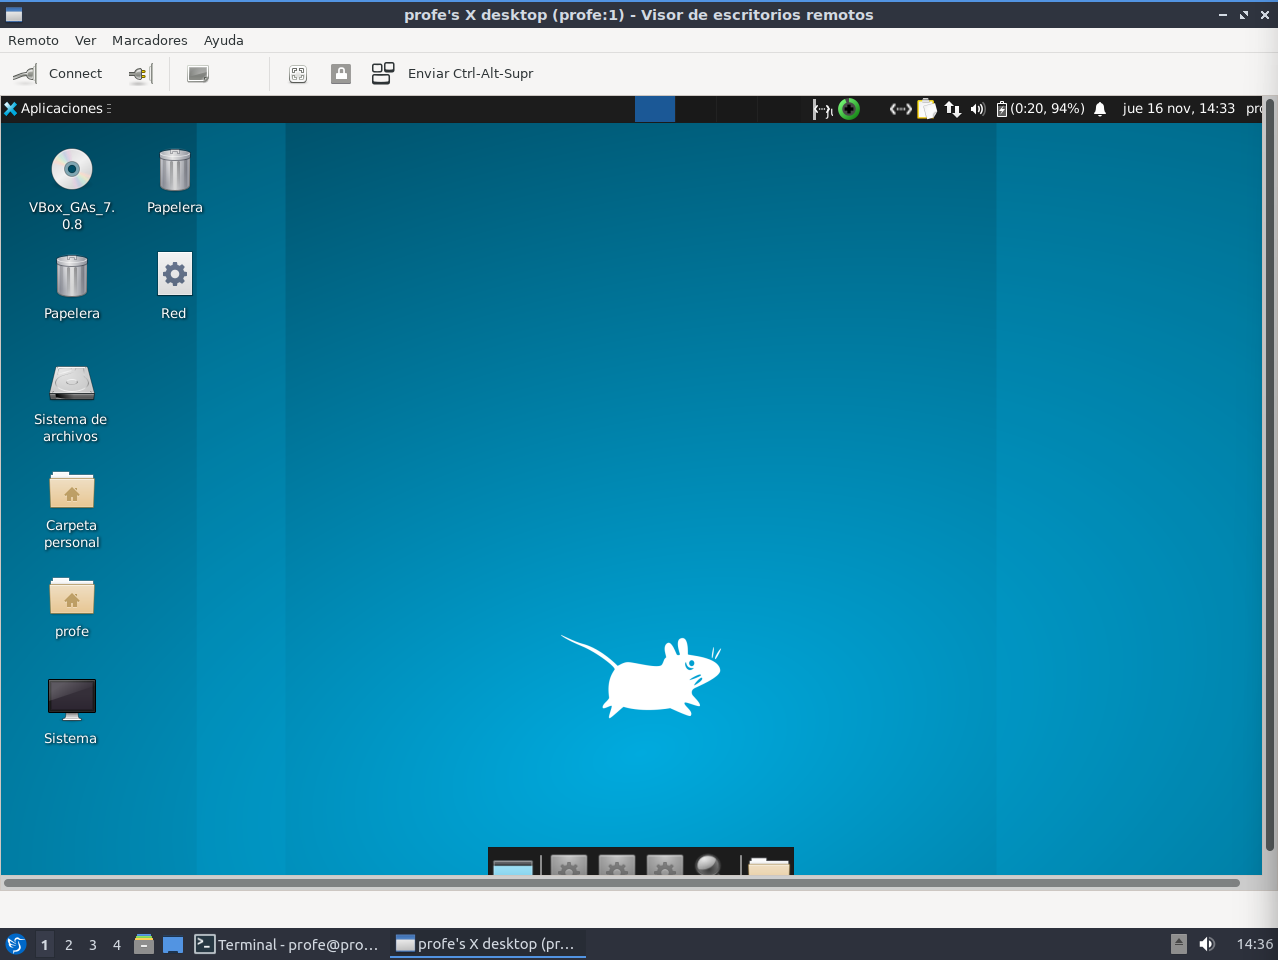 profe's X desktop (profe:1) - Visor de escritorios remotos
Remoto Ver Marcadores Ayuda
Connect Enviar Ctrl-Alt-Supr
Aplicaciones (0:20, 94%) jue 16 nov, 14:33
VBox_GAs_7.
0.8
Papelera
Papelera
Red
Sistema de
archivos
Carpeta
personal
profe
Sistema
1 2 3 4 Terminal - profe@pro... profe's X desktop (pr... 14:36